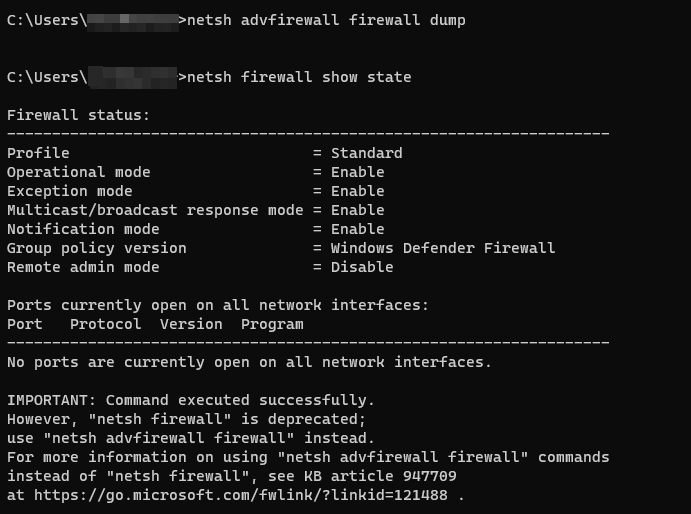 C:\Users\>netsh advfirewall firewall dump
C:\Users\>netsh firewall show state
Firewall status:
-------------------------------------------------------------------
Profile                           = Standard
Operational mode                  = Enable
Exception mode                    = Enable
Multicast/broadcast response mode = Enable
Notification mode                 = Enable
Group policy version              = Windows Defender Firewall
Remote admin mode                 = Disable
Ports currently open on all network interfaces:
Port   Protocol  Version  Program
-------------------------------------------------------------------
No ports are currently open on all network interfaces.
IMPORTANT: Command executed successfully.
However, "netsh firewall" is deprecated;
use "netsh advfirewall firewall" instead.
For more information on using "netsh advfirewall firewall" commands
instead of "netsh firewall", see KB article 947709
at https://go.microsoft.com/fwlink/?linkid=121488 .